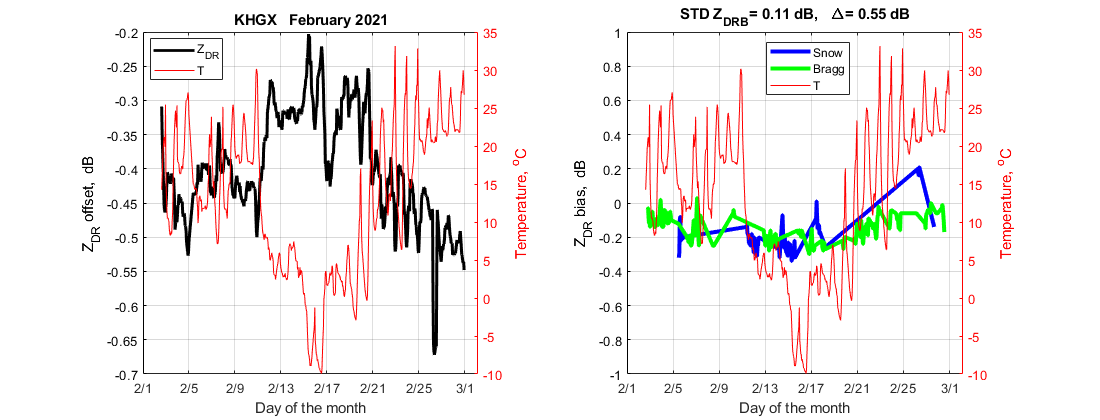 KHGX   February 2021
Z_DR offset,  dB
-0.2
-0.25
-0.3
-0.35
-0.4
-0.45
-0.5
-0.55
-0.6
-0.65
-0.7
Z_DR
T
35
30
25
20
15
10
5
0
-5
-10
Temperature, °C
2/1 2/5 2/9 2/13 2/17 2/21 2/25 3/1
Day of the month
STD Z_DRB = 0.11 dB,   Δ= 0.55 dB
Z_DR bias,  dB
1
0.8
0.6
0.4
0.2
0
-0.2
-0.4
-0.6
-0.8
-1
Snow
Bragg
T
35
30
25
20
15
10
5
0
-5
-10
Temperature, °C
2/1 2/5 2/9 2/13 2/17 2/21 2/25 3/1
Day of the month